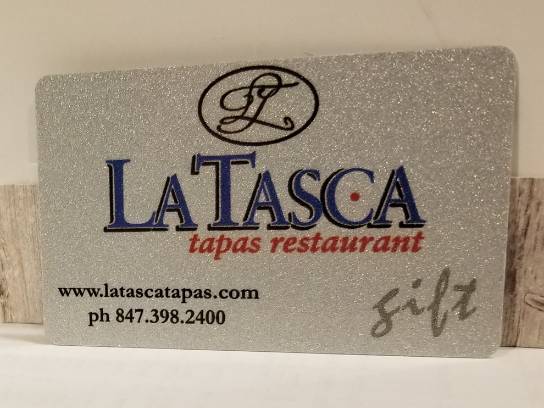 LT
LATASCA
tapas restaurant
www.latascatapas.com
ph 847.398.2400
gift